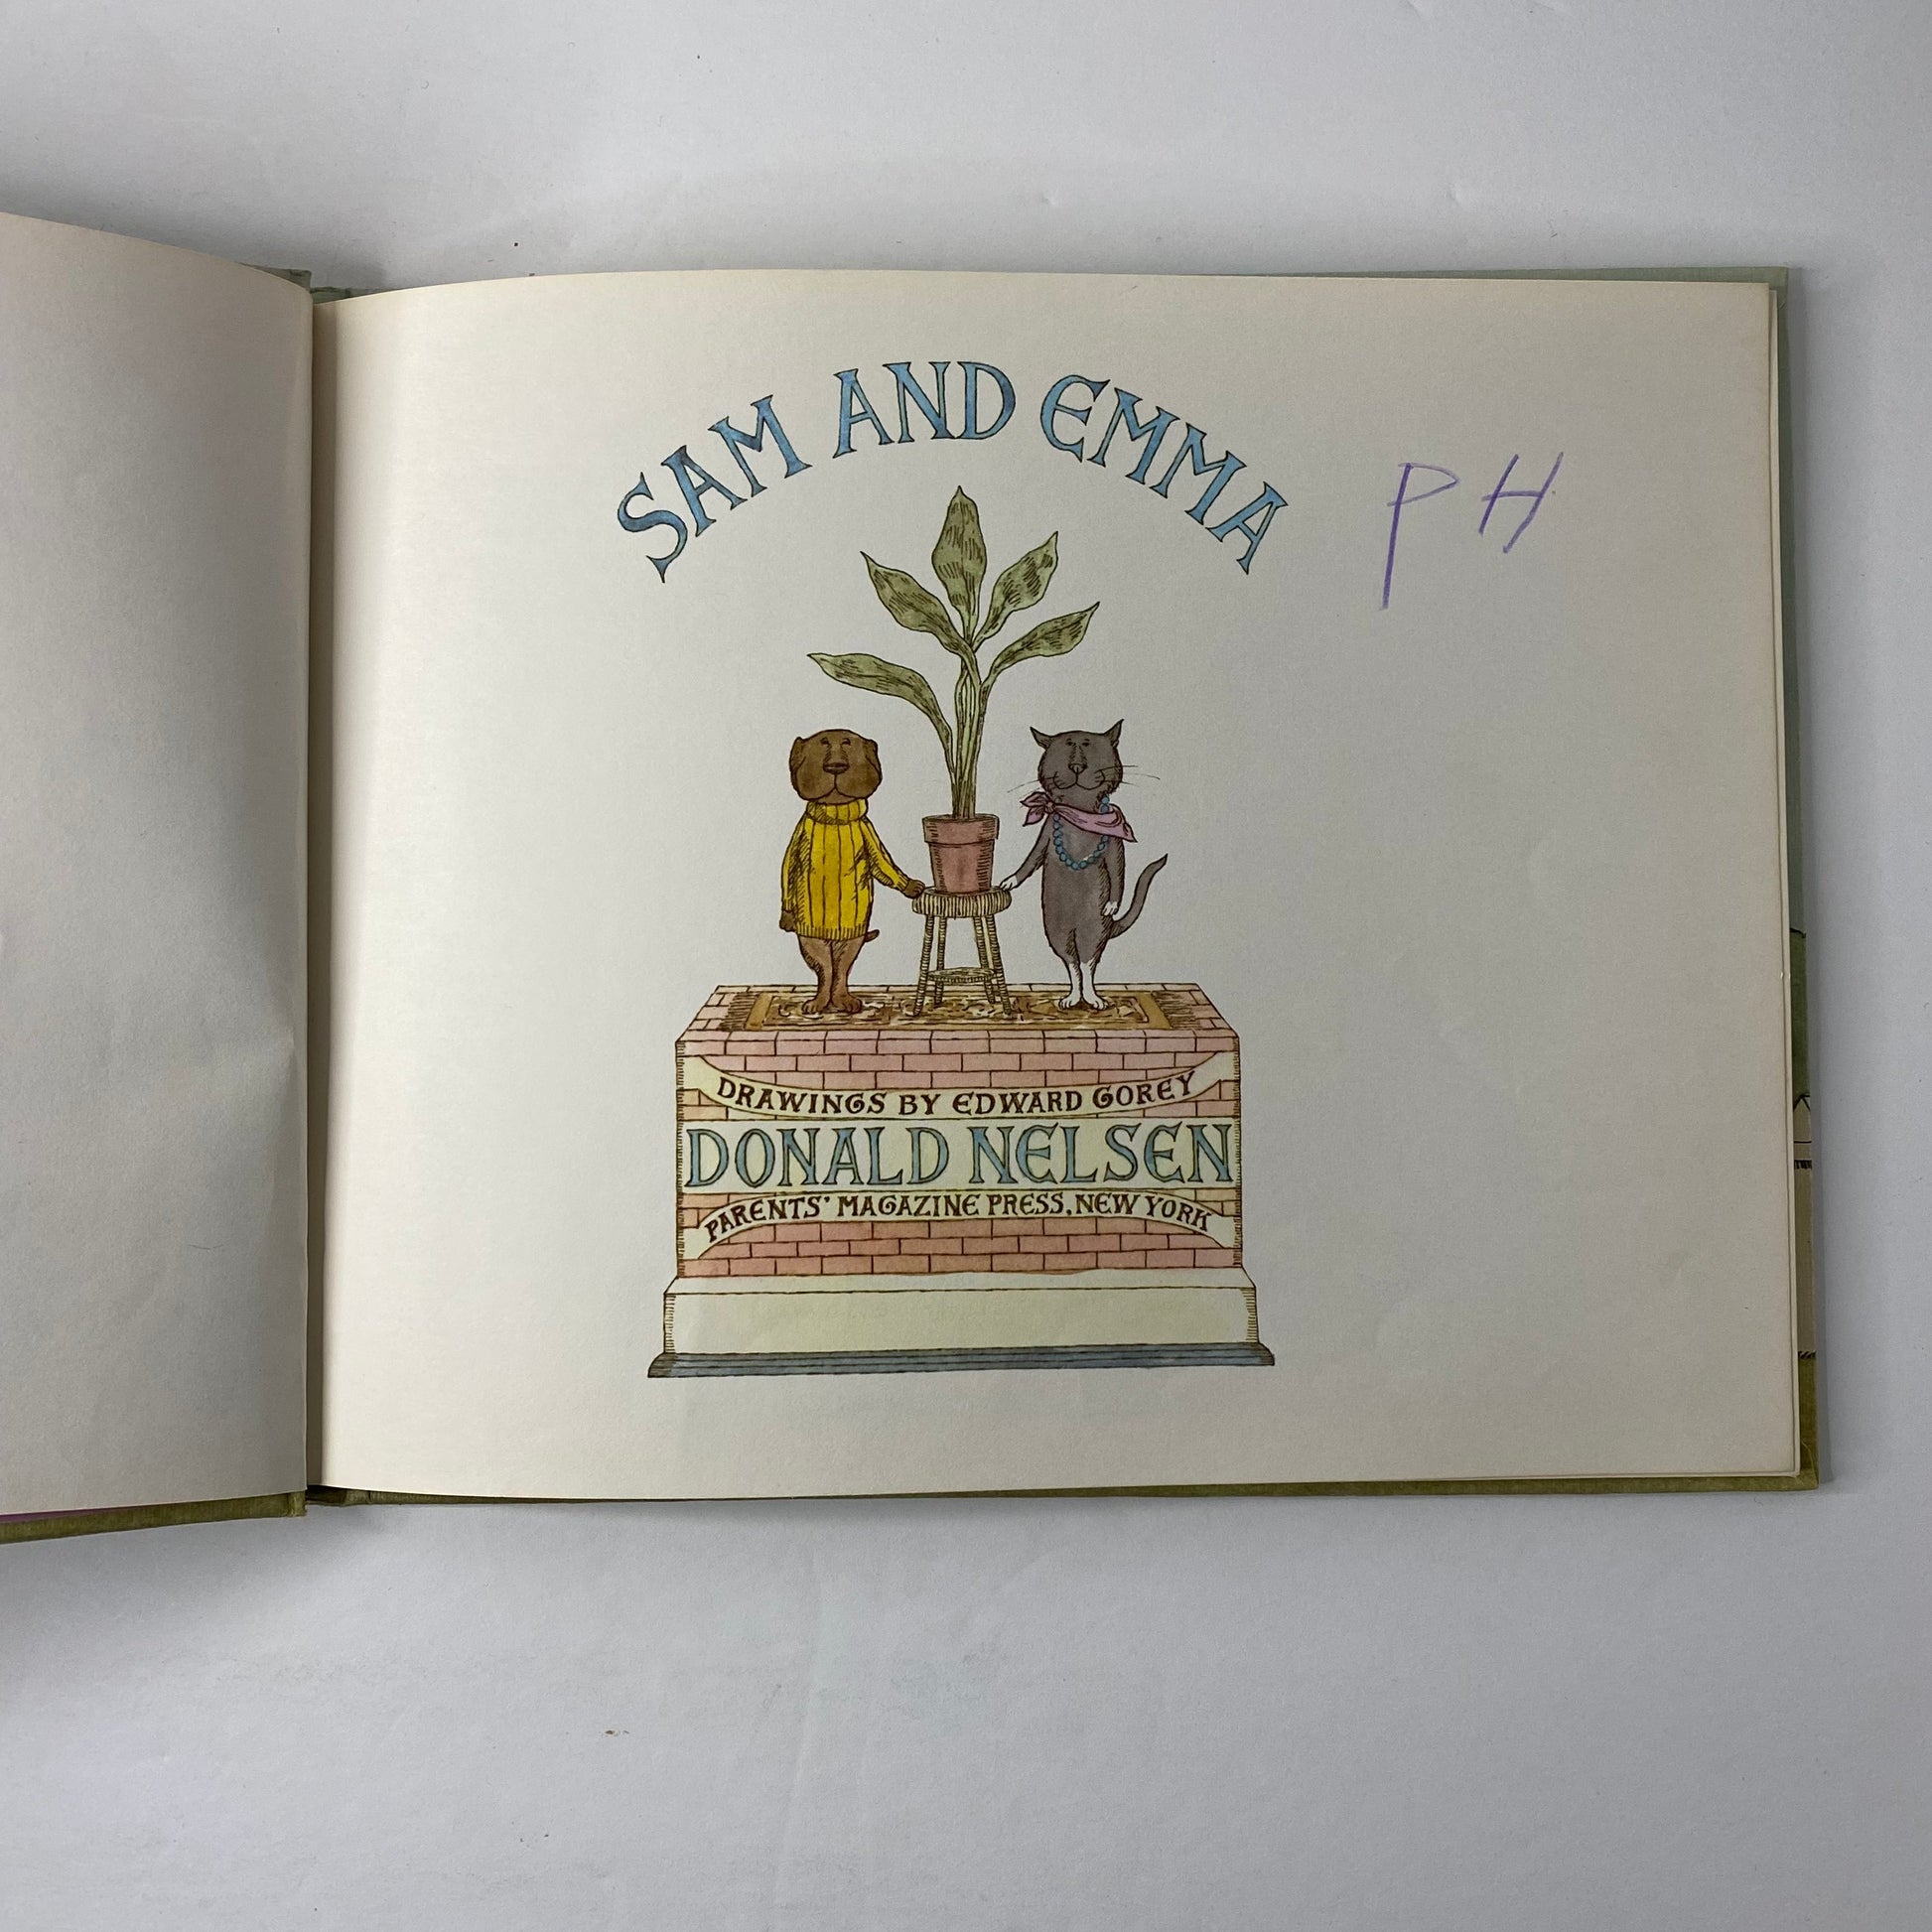 SAM AND EMMA
PH
DRAWINGS BY EDWARD GOREY
DONALD NELSEN
PARENTS' MAGAZINE PRESS, NEW YORK